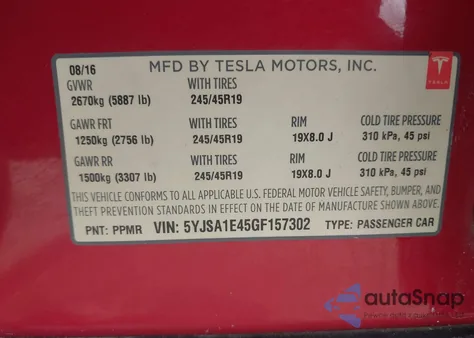 08/16 MFD BY TESLA MOTORS, INC.
GVWR WITH TIRES
2670kg (5887 lb) 245/45R19
TESLA
GAWR FRT WITH TIRES RIM COLD TIRE PRESSURE
1250kg (2756 lb) 245/45R19 19X8.0 J 310 kPa, 45 psi
GAWR RR WITH TIRES RIM COLD TIRE PRESSURE
1500kg (3307 lb) 245/45R19 19X8.0 J 310 kPa, 45 psi
THIS VEHICLE CONFORMS TO ALL APPLICABLE U.S. FEDERAL MOTOR VEHICLE SAFETY, BUMPER, AND
THEFT PREVENTION STANDARDS IN EFFECT ON THE DATE OF MANUFACTURE SHOWN ABOVE.
PNT: PPMR VIN: 5YJSA1E45GF157302 TYPE: PASSENGER CAR
autoSnap